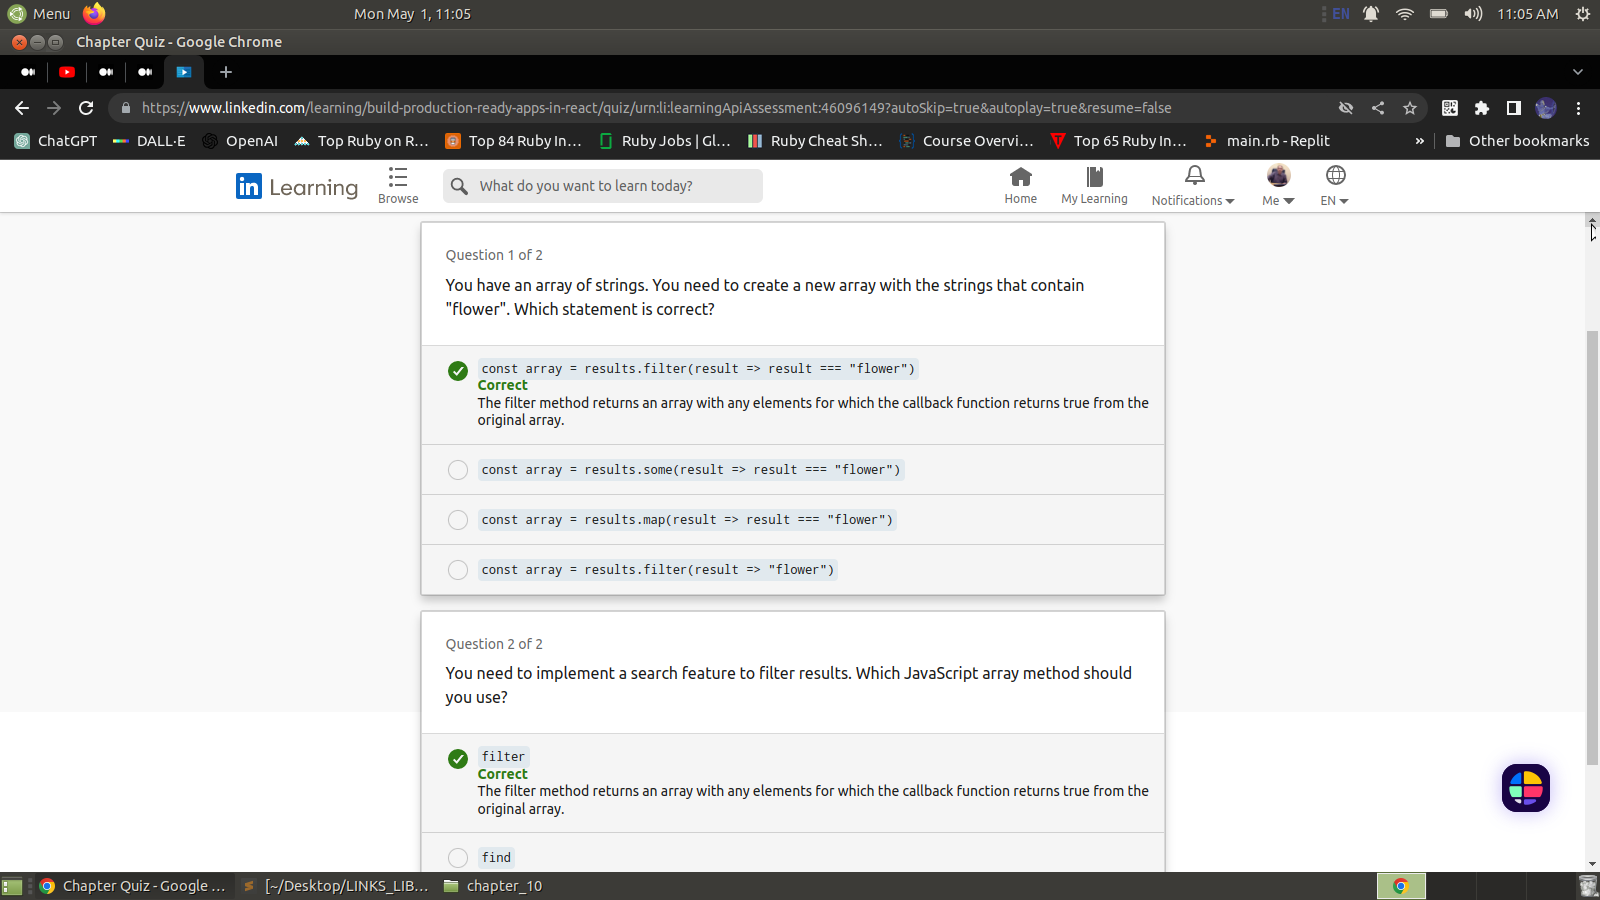 Menu
Mon May 1, 11:05
EN
11:05 AM
Chapter Quiz - Google Chrome
https://www.linkedin.com/learning/build-production-ready-apps-in-react/quiz/urn:li:learningApiAssessment:46096149?autoSkip=true&autoplay=true&resume=false
ChatGPT
DALL·E
OpenAI
Top Ruby on R...
Top 84 Ruby In...
Ruby Jobs | Gl...
Ruby Cheat Sh...
Course Overvi...
Top 65 Ruby In...
main.rb - Replit
»
Other bookmarks
in Learning
Browse
What do you want to learn today?
Home
My Learning
Notifications
Me
EN
Question 1 of 2
You have an array of strings. You need to create a new array with the strings that contain
"flower". Which statement is correct?
const array = results.filter(result => result === "flower")
Correct
The filter method returns an array with any elements for which the callback function returns true from the
original array.
const array = results.some(result => result === "flower")
const array = results.map(result => result === "flower")
const array = results.filter(result => "flower")
Question 2 of 2
You need to implement a search feature to filter results. Which JavaScript array method should
you use?
filter
Correct
The filter method returns an array with any elements for which the callback function returns true from the
original array.
find
Chapter Quiz - Google ...
[~/Desktop/LINKS_LIB...
chapter_10